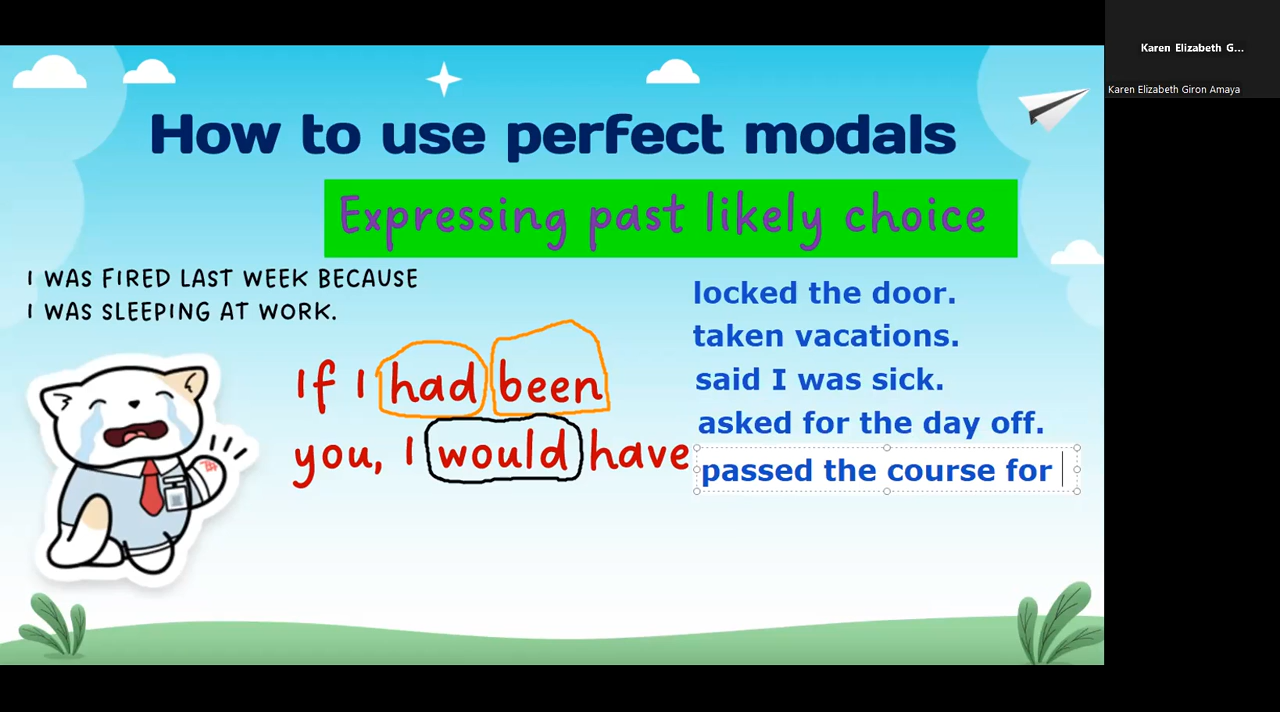 Karen Elizabeth G...
Karen Elizabeth Giron Amaya
How to use perfect modals
Expressing past likely choice
I WAS FIRED LAST WEEK BECAUSE
I WAS SLEEPING AT WORK.
If I had been
you, I would have
locked the door.
taken vacations.
said I was sick.
asked for the day off.
passed the course for